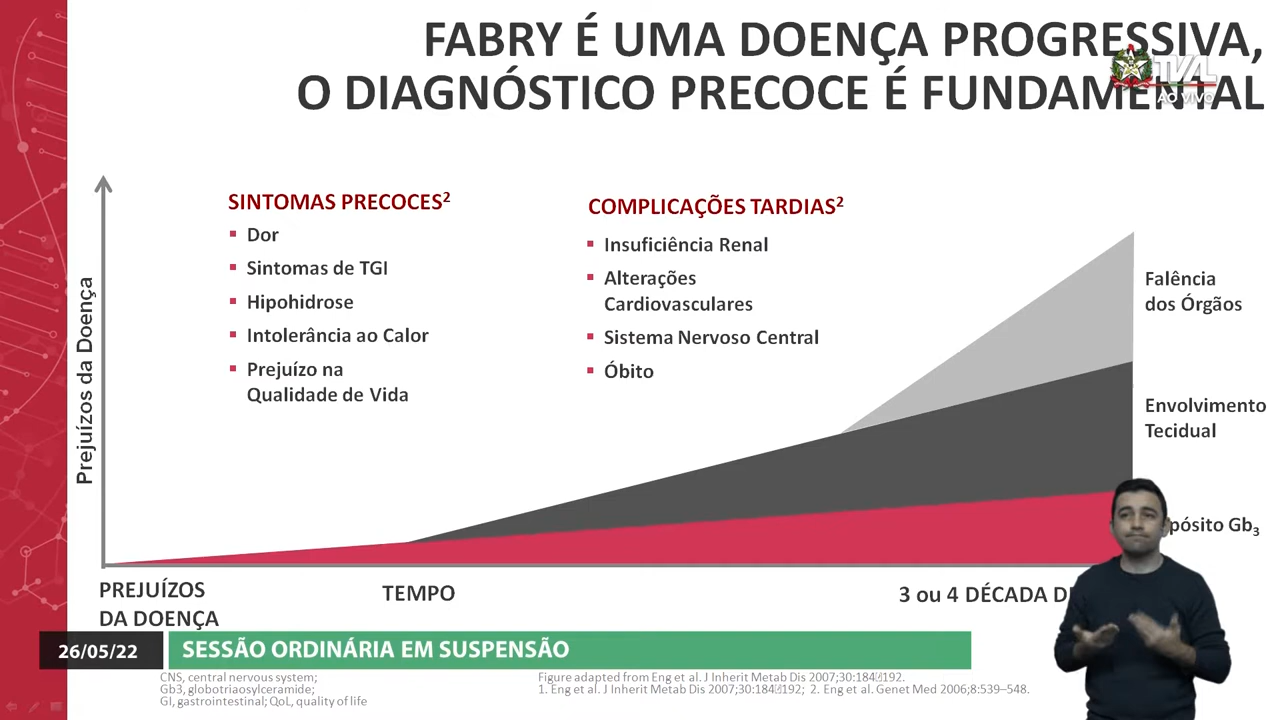 FABRY É UMA DOENÇA PROGRESSIVA,
O DIAGNÓSTICO PRECOCE É FUNDAMENTAL
TVAL
AO VIVO
SINTOMAS PRECOCES²
Dor
Sintomas de TGI
Hipohidrose
Intolerância ao Calor
Prejuízo na
Qualidade de Vida
COMPLICAÇÕES TARDIAS²
Insuficiência Renal
Alterações
Cardiovasculares
Sistema Nervoso Central
Óbito
Prejuízos da Doença
Falência
dos Órgãos
Envolvimento
Tecidual
pósito Gb₃
PREJUÍZOS
DA DOENÇA
TEMPO
3 ou 4 DÉCADA
26/05/22
SESSÃO ORDINÁRIA EM SUSPENSÃO
CNS, central nervous system;
Gb3, globotriaosylceramide;
GI, gastrointestinal; QoL, quality of life
Figure adapted from Eng et al. J Inherit Metab Dis 2007;30:184192.
1. Eng et al. J Inherit Metab Dis 2007;30:184192; 2. Eng et al. Genet Med 2006;8:539–548.